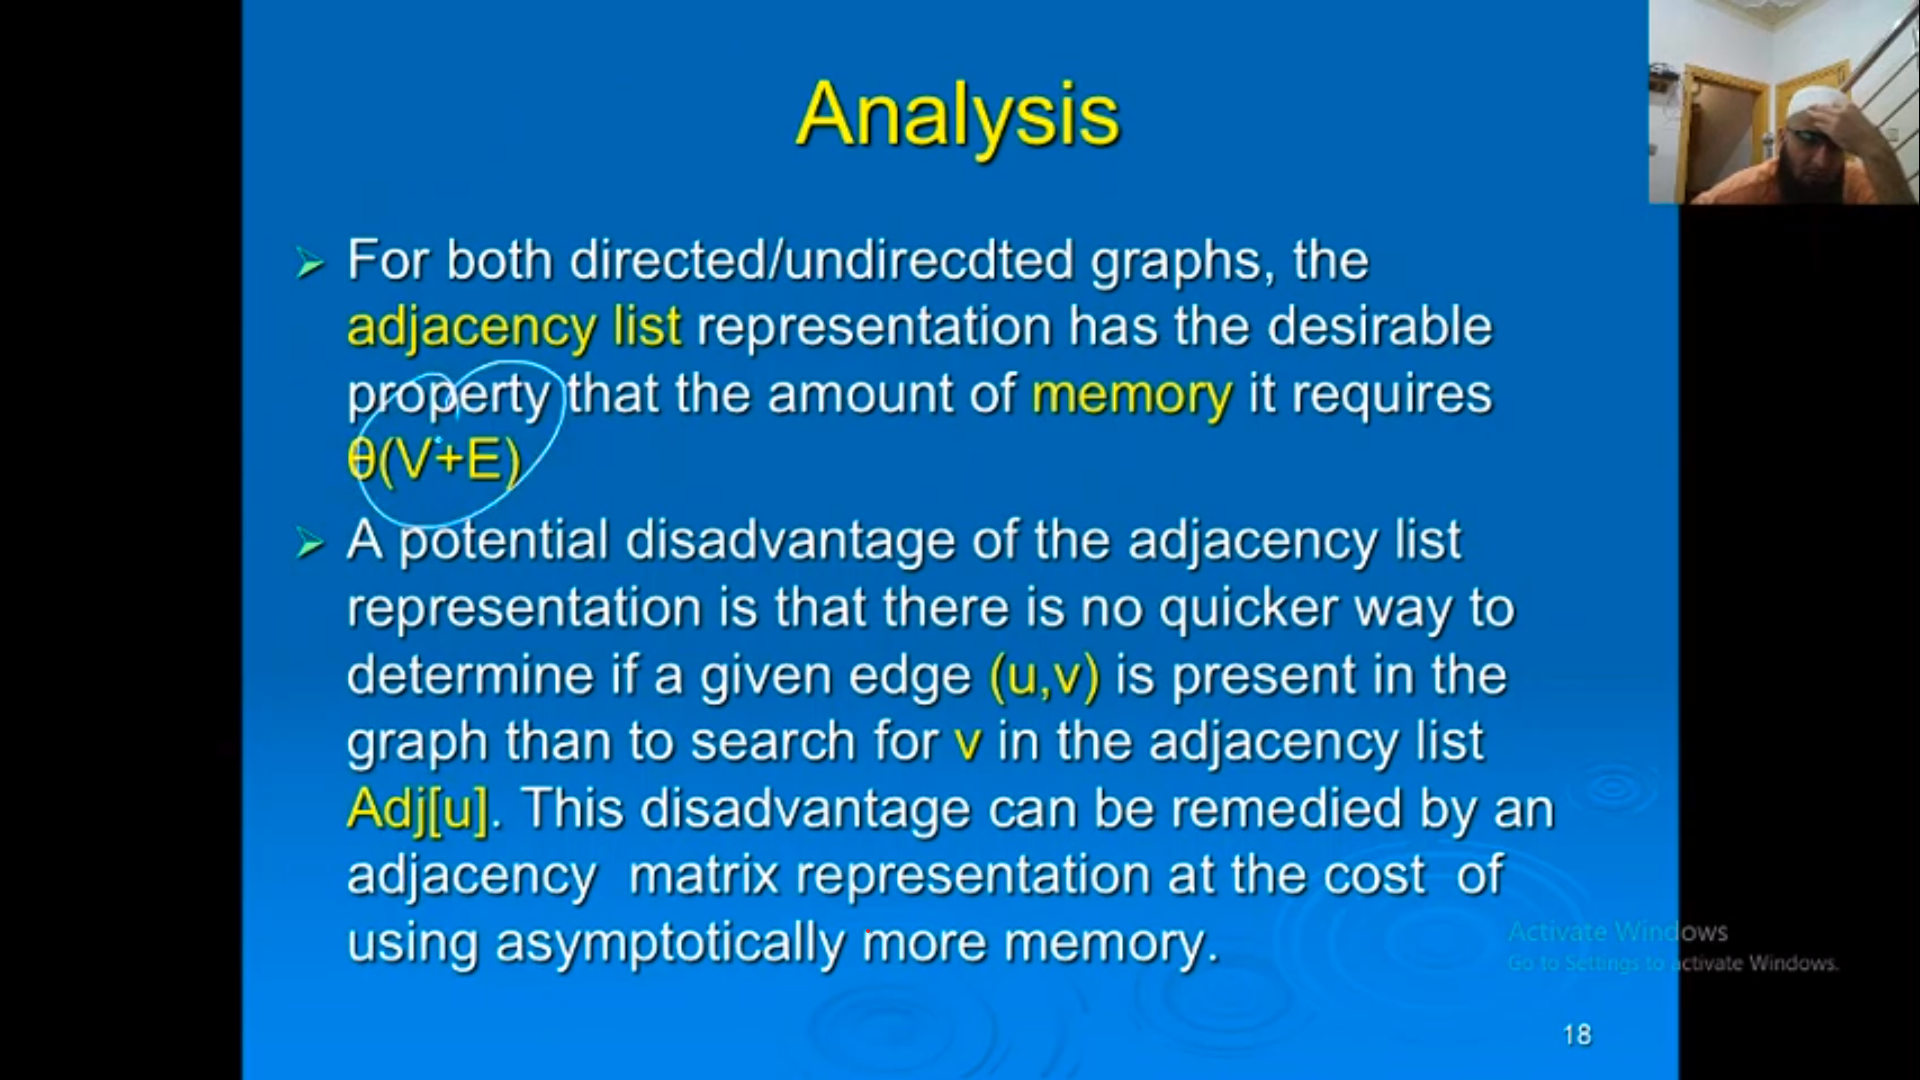 Analysis
For both directed/undirecdted graphs, the
adjacency list representation has the desirable
property that the amount of memory it requires
θ(V+E)
A potential disadvantage of the adjacency list
representation is that there is no quicker way to
determine if a given edge (u,v) is present in the
graph than to search for v in the adjacency list
Adj[u]. This disadvantage can be remedied by an
adjacency matrix representation at the cost of
using asymptotically more memory.
Activate Windows
Go to Settings to activate Windows.
18